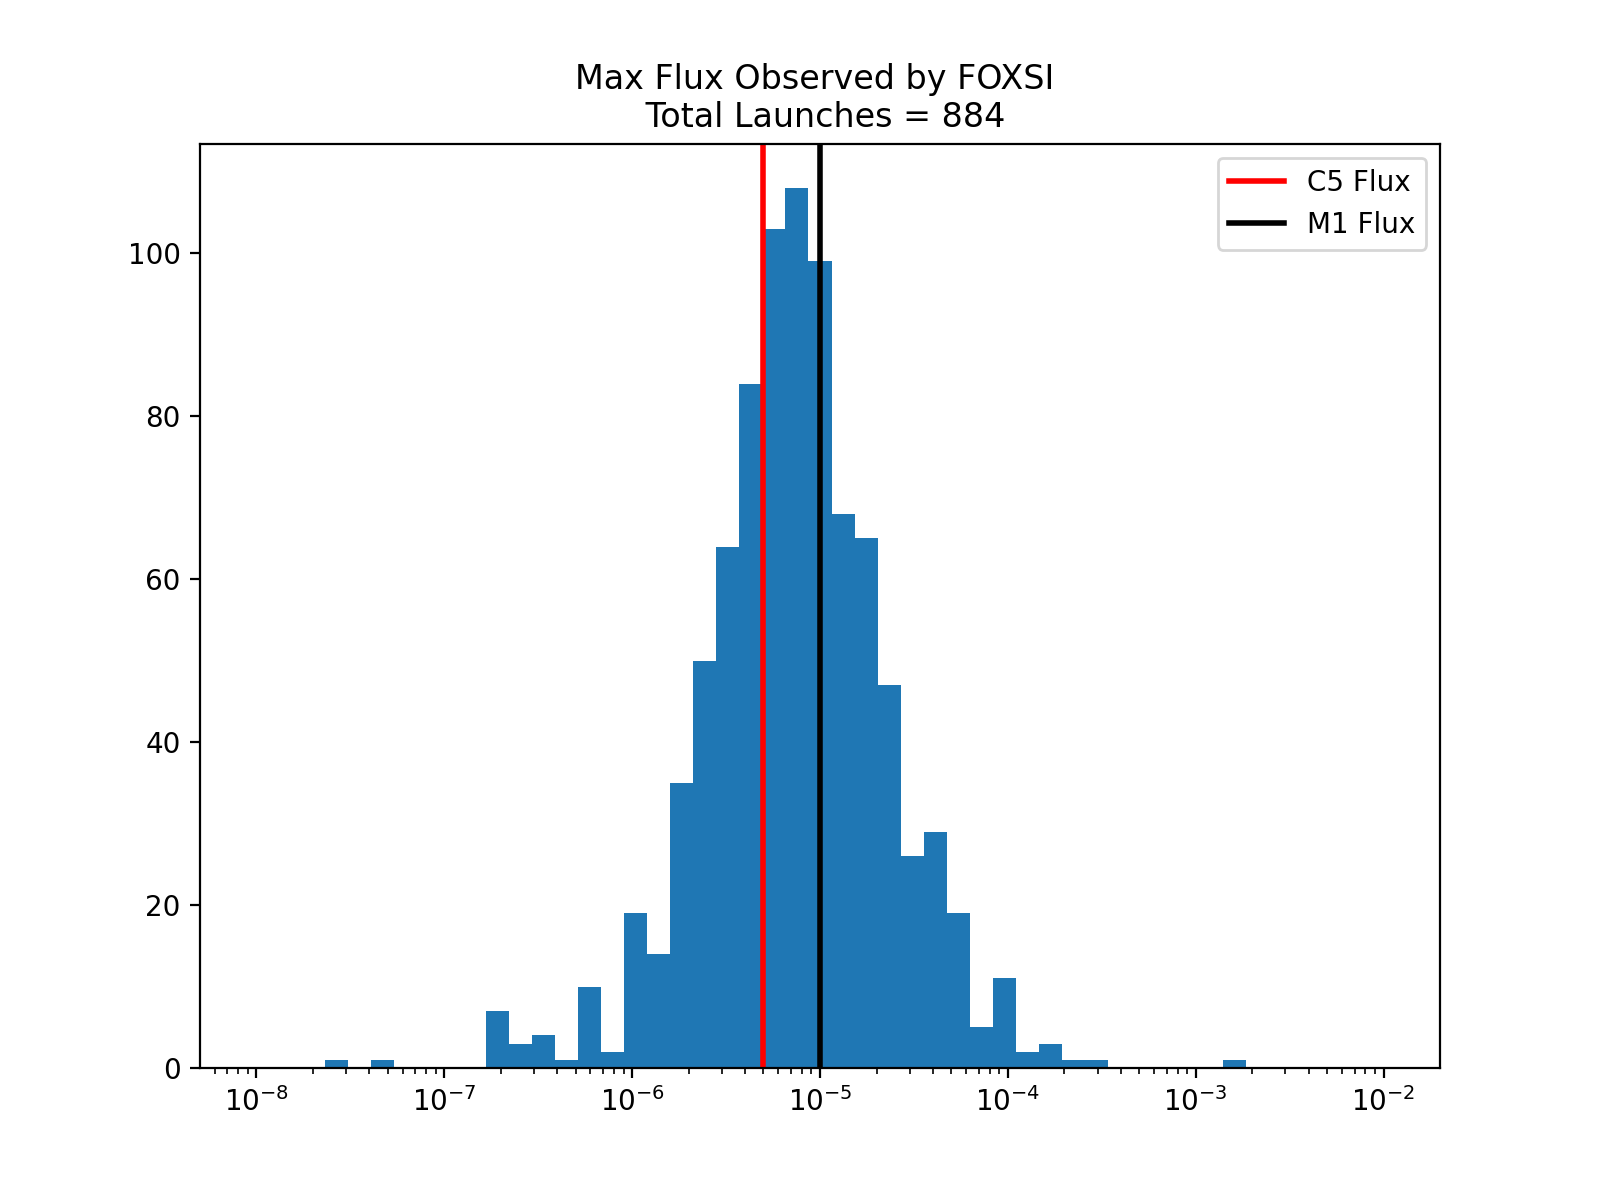 Max Flux Observed by FOXSI
Total Launches = 884
C5 Flux
M1 Flux
100
80
60
40
20
0
10⁻⁸ 10⁻⁷ 10⁻⁶ 10⁻⁵ 10⁻⁴ 10⁻³ 10⁻²